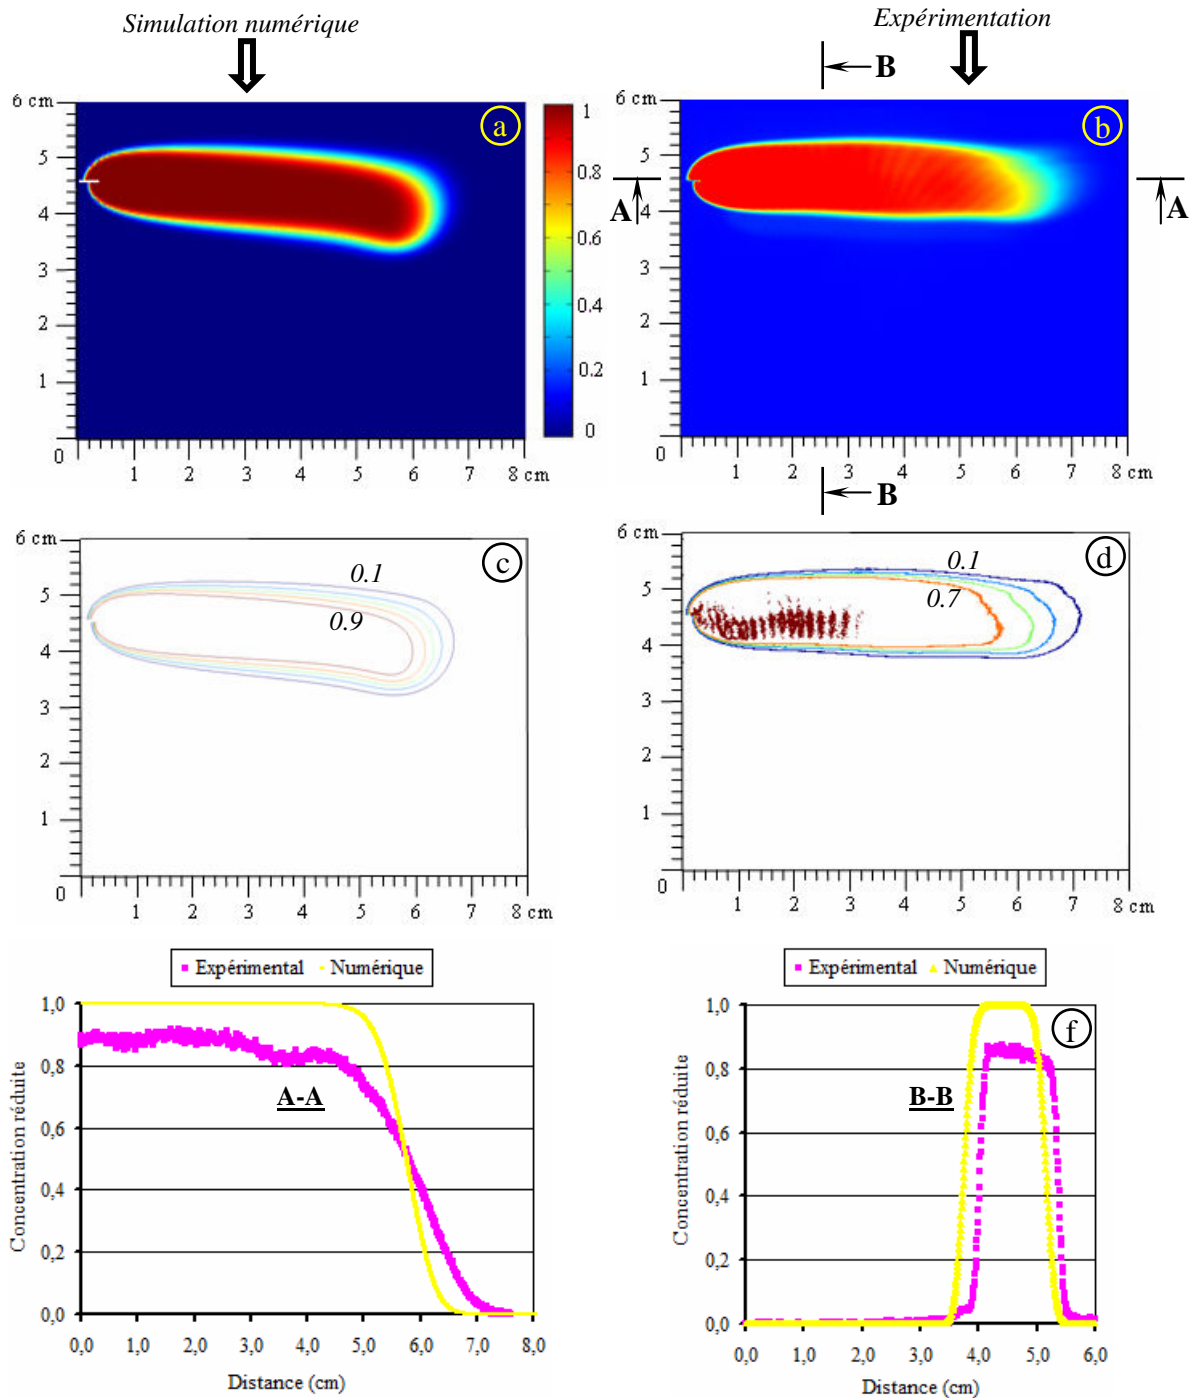 Simulation numérique
Expérimentation
B
6 cm
5
4
3
2
1
0
1 2 3 4 5 6 7 8 cm
a
1
0.8
0.6
0.4
0.2
0
6 cm
5
4
3
2
1
0
1 2 3 4 5 6 7 8 cm
b
A
A
B
6 cm
5
4
3
2
1
0
1 2 3 4 5 6 7 8 cm
c
0.1
0.9
6 cm
5
4
3
2
1
0
1 2 3 4 5 6 7 8 cm
d
0.1
0.7
Expérimental Numérique
1,0
0,8
0,6
0,4
0,2
0,0
Concentration réduite
A-A
0,0 1,0 2,0 3,0 4,0 5,0 6,0 7,0 8,0
Distance (cm)
Expérimental Numérique
1,0
0,8
0,6
0,4
0,2
0,0
Concentration réduite
B-B
f
0,0 1,0 2,0 3,0 4,0 5,0 6,0
Distance (cm)